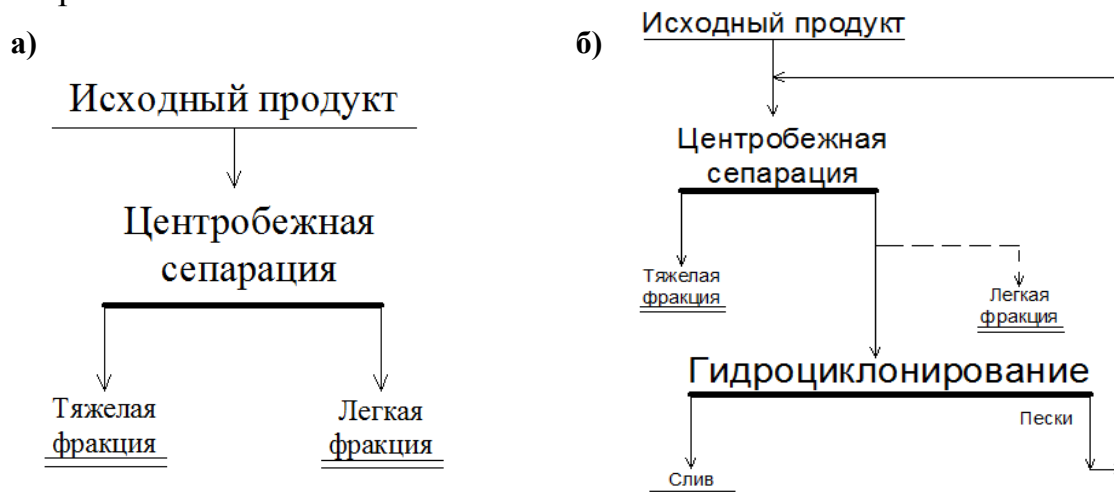 а)
Исходный продукт
Центробежная
сепарация
Тяжелая
фракция
Легкая
фракция
б)
Исходный продукт
Центробежная
сепарация
Тяжелая
фракция
Легкая
фракция
Гидроциклонирование
Пески
Слив